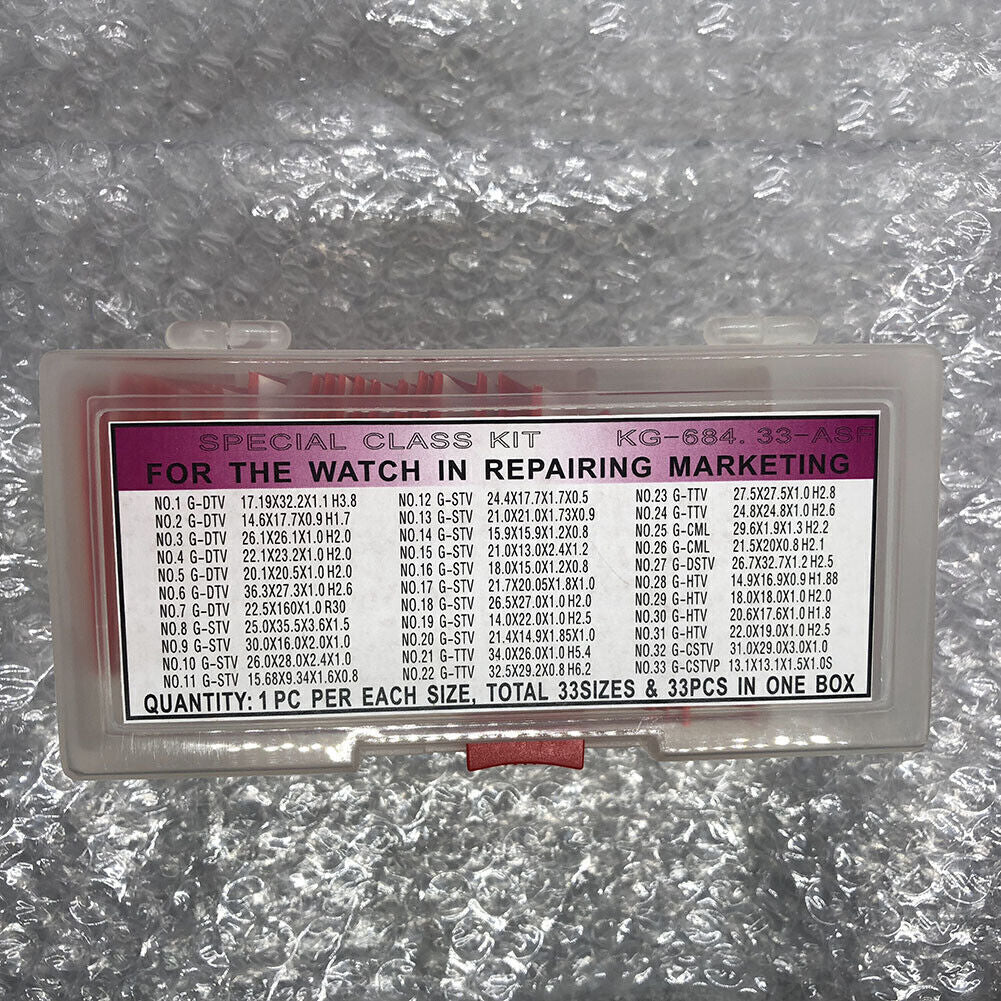 SPECIAL CLASS KIT KG-684. 33-ASF
FOR THE WATCH IN REPAIRING MARKETING
NO.1 G-DTV 17.19X32.2X1.1 H3.8
NO.2 G-DTV 14.6X17.7X0.9 H1.7
NO.3 G-DTV 26.1X26.1X1.0 H2.0
NO.4 G-DTV 22.1X23.2X1.0 H2.0
NO.5 G-DTV 20.1X20.5X1.0 H2.0
NO.6 G-DTV 36.3X27.3X1.0 H2.6
NO.7 G-DTV 22.5X160X1.0 R30
NO.8 G-STV 25.0X35.5X3.6X1.5
NO.9 G-STV 30.0X16.0X2.0X1.0
NO.10 G-STV 26.0X28.0X2.4X1.0
NO.11 G-STV 15.68X9.34X1.6X0.8
NO.12 G-STV 24.4X17.7X1.7X0.5
NO.13 G-STV 21.0X21.0X1.73X0.9
NO.14 G-STV 15.9X15.9X1.2X0.8
NO.15 G-STV 21.0X13.0X2.4X1.2
NO.16 G-STV 18.0X15.0X1.2X0.8
NO.17 G-STV 21.7X20.05X1.8X1.0
NO.18 G-STV 26.5X27.0X1.0 H2.0
NO.19 G-STV 14.0X22.0X1.0 H2.5
NO.20 G-STV 21.4X14.9X1.85X1.0
NO.21 G-TTV 34.0X26.0X1.0 H5.4
NO.22 G-TTV 32.5X29.2X0.8 H6.2
NO.23 G-TTV 27.5X27.5X1.0 H2.8
NO.24 G-TTV 24.8X24.8X1.0 H2.6
NO.25 G-CML 29.6X1.9X1.3 H2.2
NO.26 G-CML 21.5X20X0.8 H2.1
NO.27 G-DSTV 26.7X32.7X1.2 H2.5
NO.28 G-HTV 14.9X16.9X0.9 H1.88
NO.29 G-HTV 18.0X18.0X1.0 H2.0
NO.30 G-HTV 20.6X17.6X1.0 H1.8
NO.31 G-HTV 22.0X19.0X1.0 H2.5
NO.32 G-CSTV 31.0X29.0X3.0X1.0
NO.33 G-CSTVP 13.1X13.1X1.5X1.0S
QUANTITY: 1 PC PER EACH SIZE, TOTAL 33SIZES & 33PCS IN ONE BOX